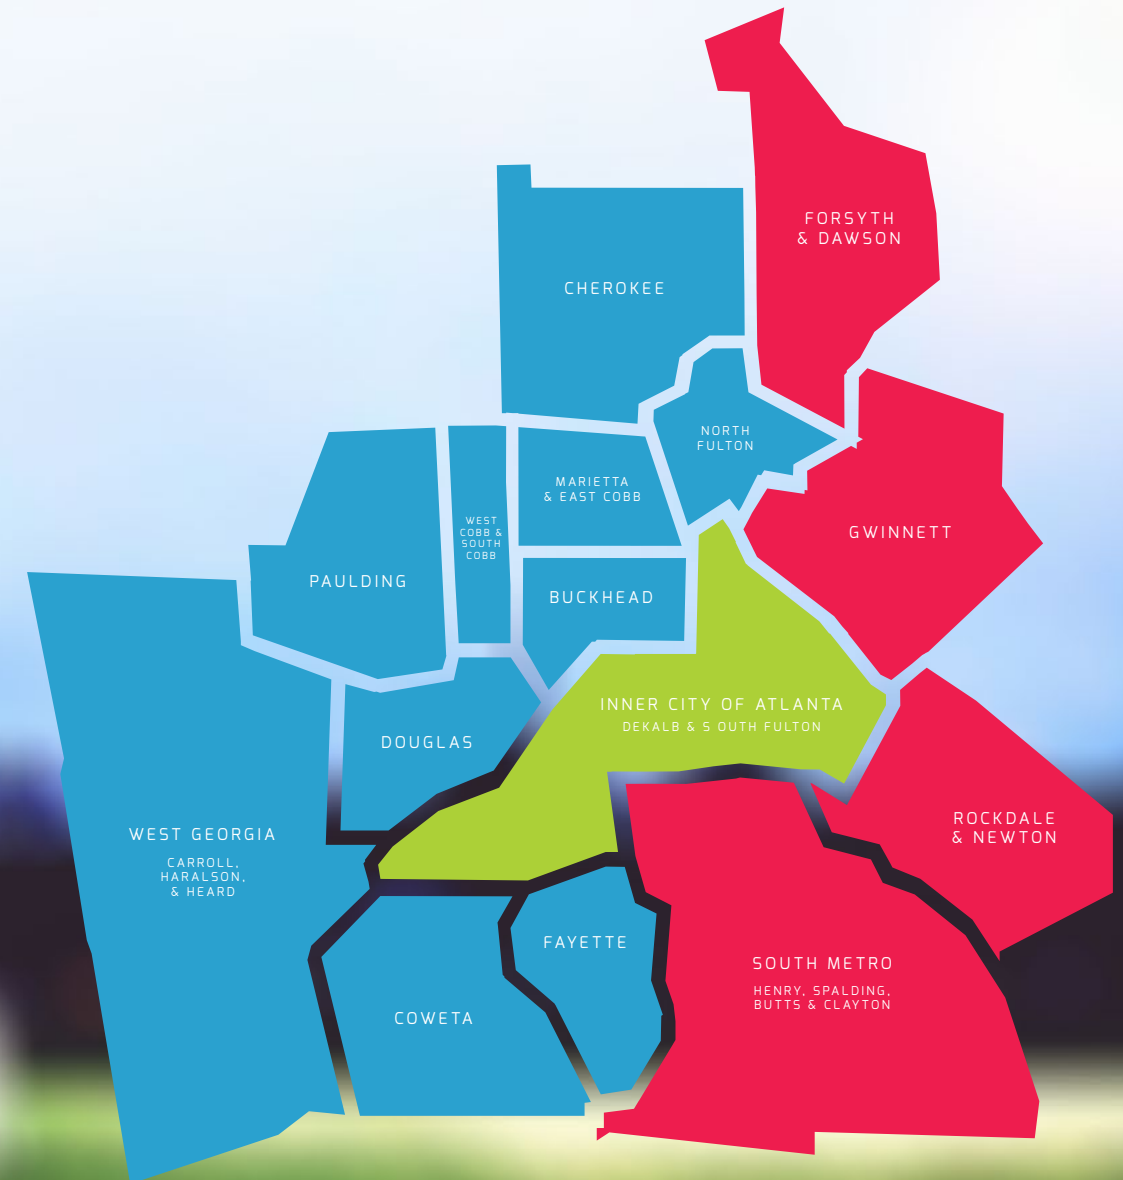 FORSYTH
& DAWSON
CHEROKEE
NORTH
FULTON
MARIETTA
& EAST COBB
WEST
COBB &
SOUTH
COBB
GWINNETT
PAULDING
BUCKHEAD
INNER CITY OF ATLANTA
DEKALB & S OUTH FULTON
DOUGLAS
WEST GEORGIA
CARROLL,
HARALSON,
& HEARD
ROCKDALE
& NEWTON
FAYETTE
SOUTH METRO
HENRY, SPALDING,
BUTTS & CLAYTON
COWETA